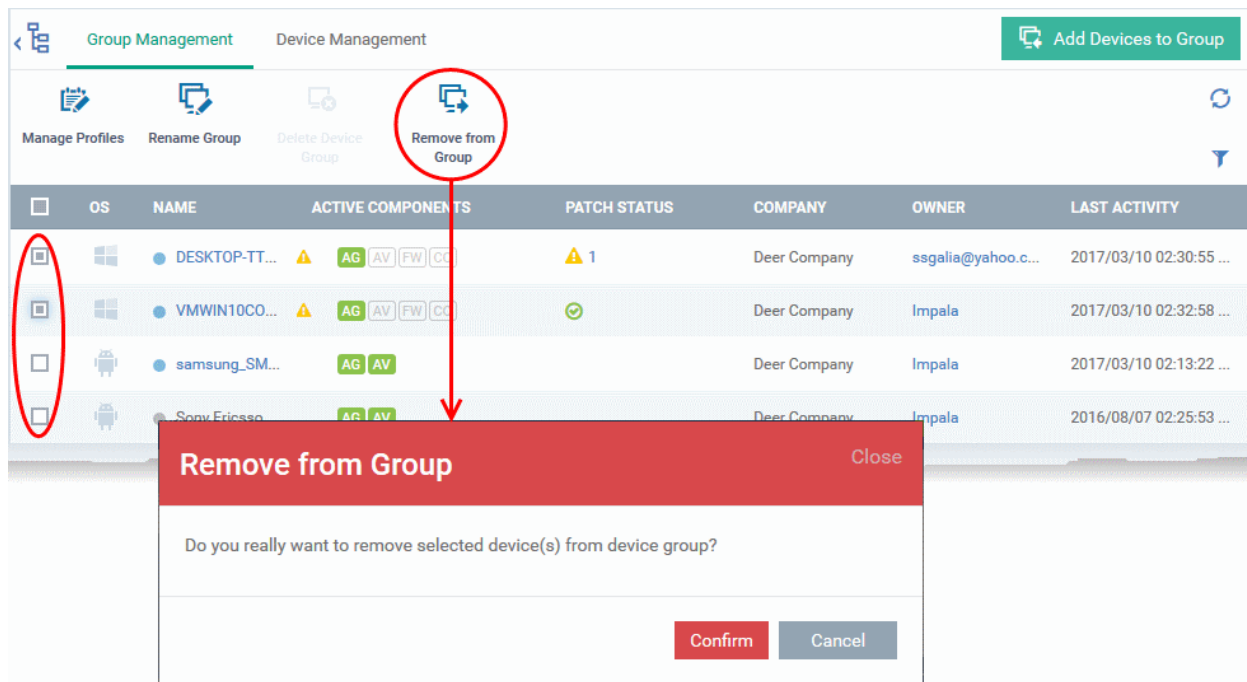 Group Management Device Management Add Devices to Group
Manage Profiles Rename Group Delete Device Group Remove from Group
OS NAME ACTIVE COMPONENTS PATCH STATUS COMPANY OWNER LAST ACTIVITY
DESKTOP-TT... AG AV FW CO 1 Deer Company ssgalia@yahoo.c... 2017/03/10 02:30:55 ...
VMWIN10CO... AG AV FW CO Deer Company Impala 2017/03/10 02:32:58 ...
samsung_SM... AG AV Deer Company Impala 2017/03/10 02:13:22 ...
Sony Ericsso... AG AV Deer Company Impala 2016/08/07 02:25:53 ...
Remove from Group Close
Do you really want to remove selected device(s) from device group?
Confirm Cancel